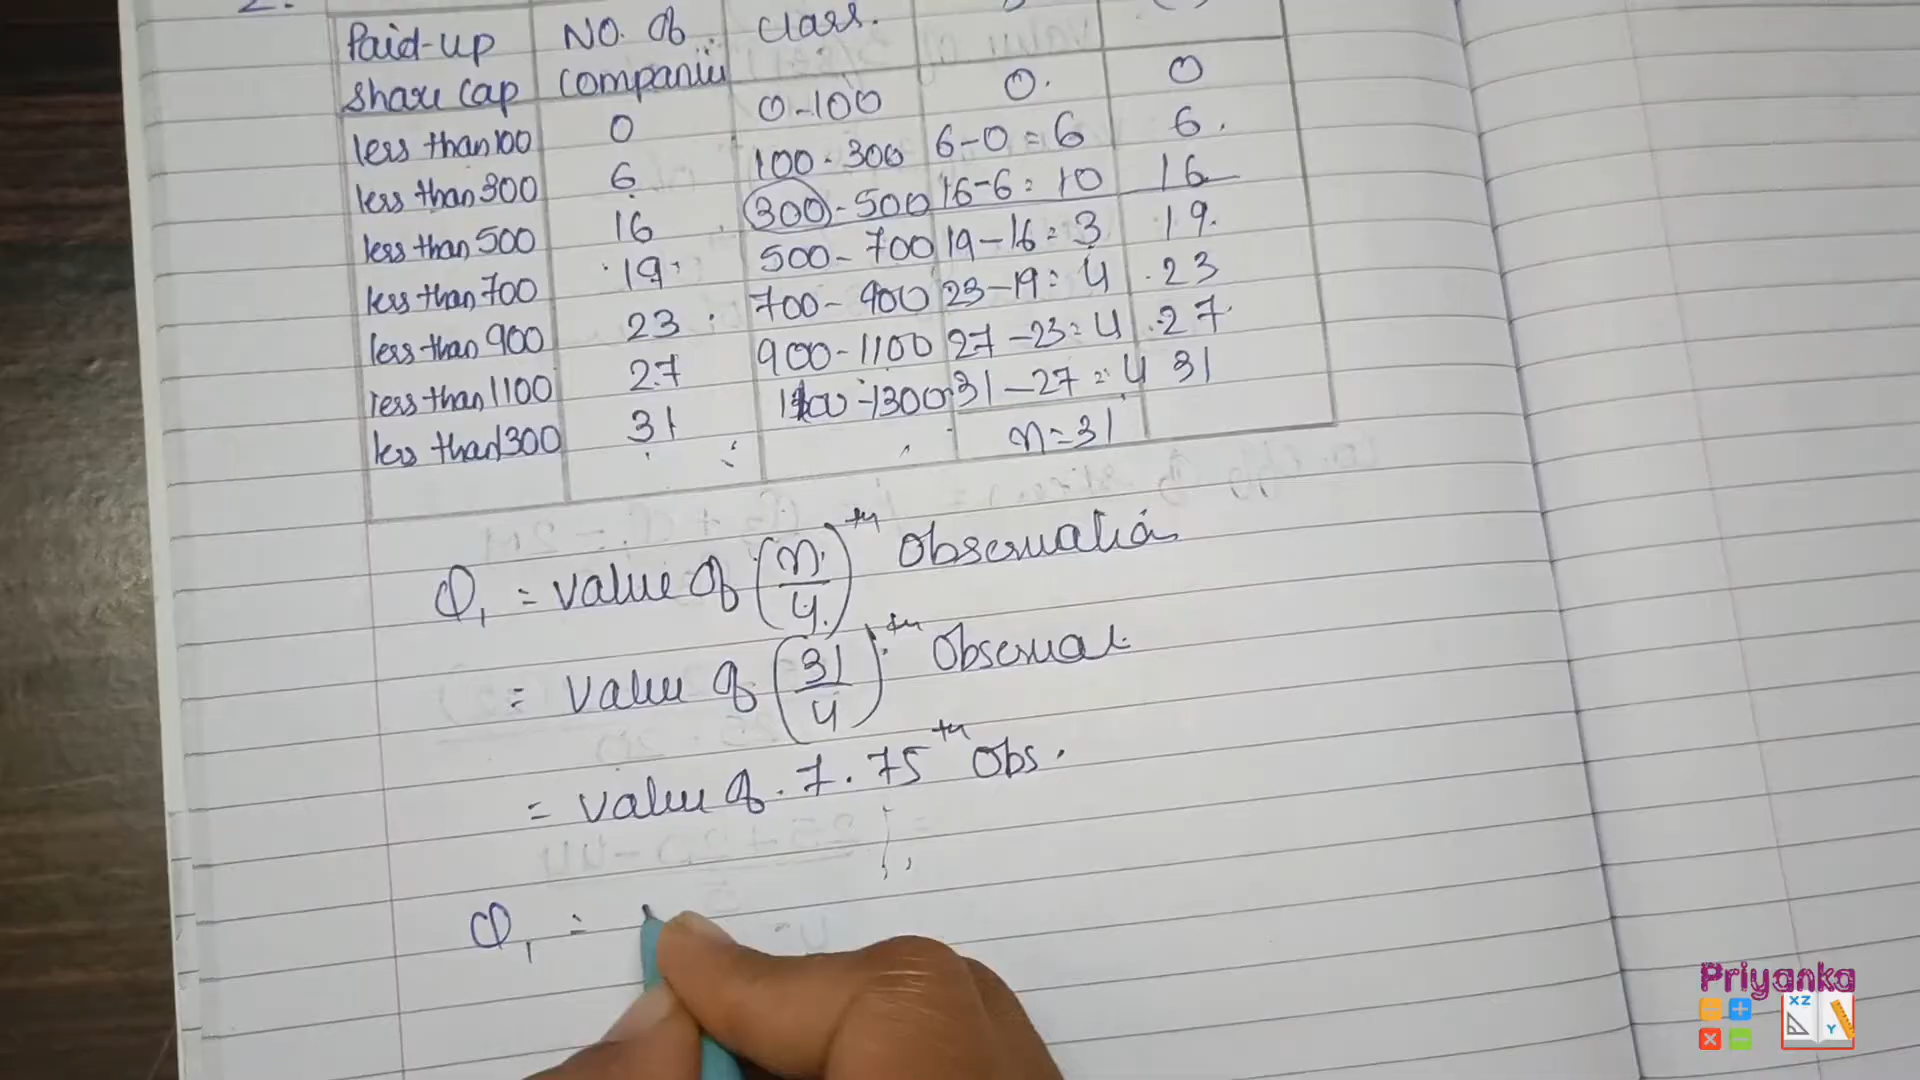 2.
Paid-up share cap | No. of companies | Class.
less than 100 | 0 | 0-100 | 0. | 0
less than 300 | 6 | 100-300 | 6-0=6 | 6.
less than 500 | 16 | 300-500 | 16-6=10 | 16
less than 700 | 19 | 500-700 | 19-16=3 | 19.
less than 900 | 23 | 700-900 | 23-19=4 | 23
less than 1100 | 27 | 900-1100 | 27-23=4 | 27.
less than 1300 | 31 | 1100-1300 | 31-27=4 | 31
n=31
Q₁ = value of (n/4)th Observation
= value of (31/4)th Observat.
= value of 7.75th Obs.
Q₁ =
Priyanka
XZ
Y